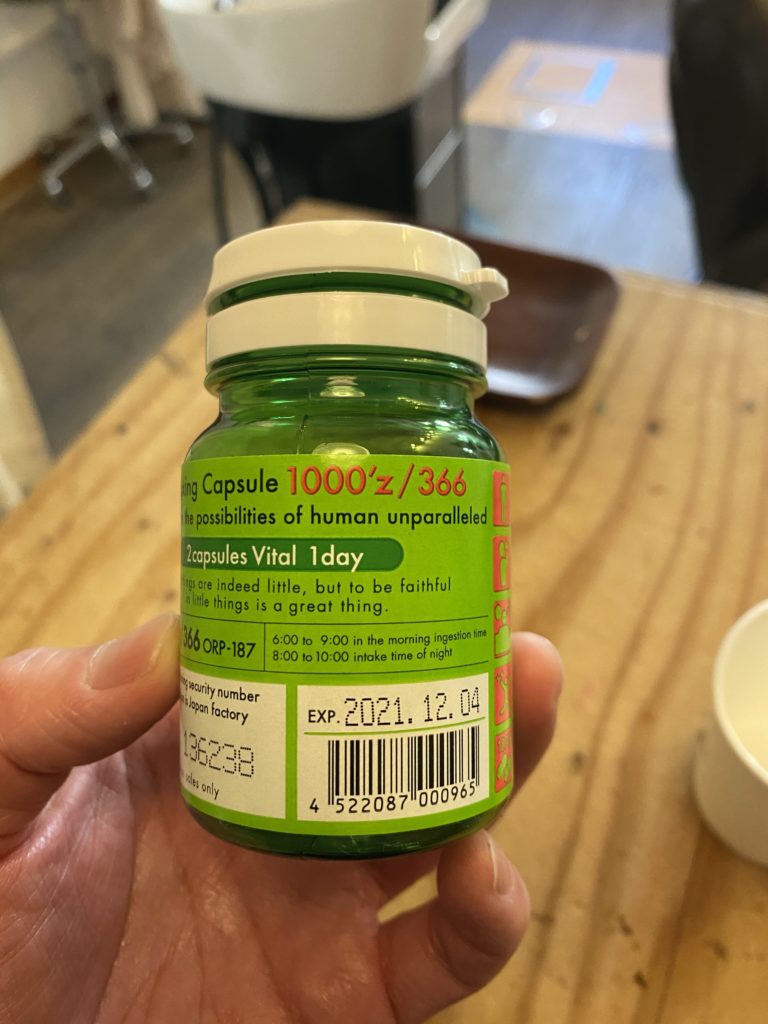 Capsule 1000'z/366
the possibilities of human unparalleled
2capsules Vital 1day
are indeed little, but to be faithful
in little things is a great thing.
366 ORP-187
6:00 to 9:00 in the morning ingestion time
8:00 to 10:00 intake time of night
security number
is Japan factory
136238
sales only
EXP. 2021.12.04
4 522087 000965